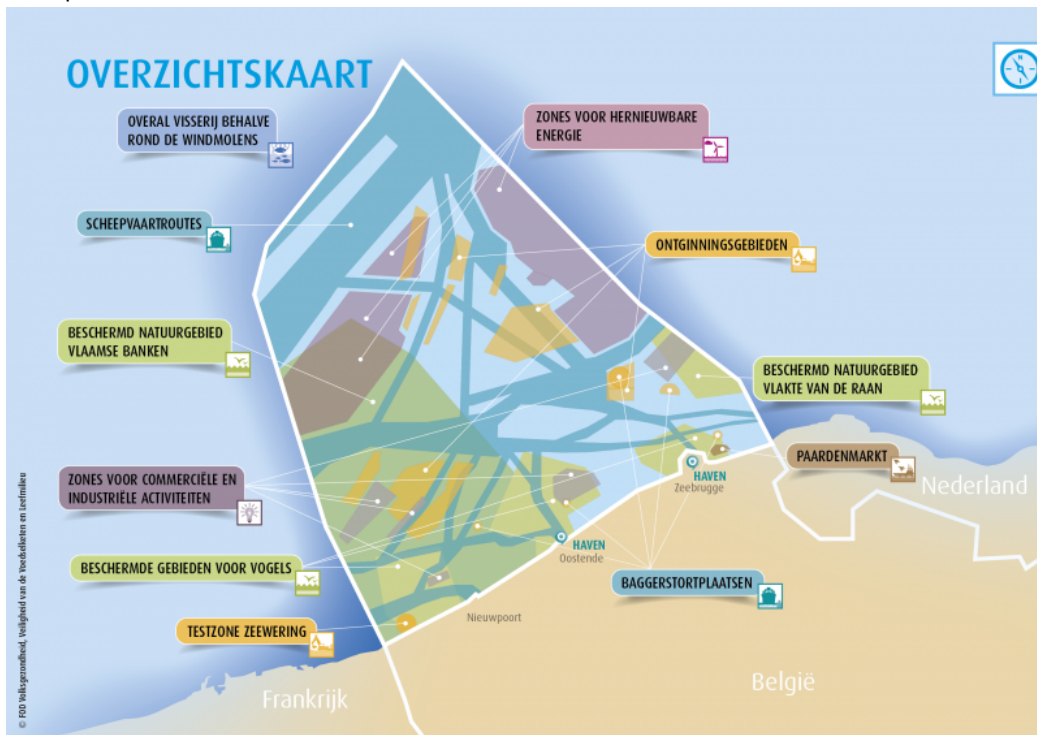 OVERZICHTSKAART
OVERAL VISSERIJ BEHALVE
ROND DE WINDMOLENS
ZONES VOOR HERNIEUWBARE
ENERGIE
SCHEEPVAARTROUTES
ONTGINNINGSGEBIEDEN
BESCHERMD NATUURGEBIED
VLAAMSE BANKEN
BESCHERMD NATUURGEBIED
VLAKTE VAN DE RAAN
ZONES VOOR COMMERCIËLE EN
INDUSTRIËLE ACTIVITEITEN
PAARDENMARKT
HAVEN
Zeebrugge
Nederland
HAVEN
Oostende
BESCHERMDE GEBIEDEN VOOR VOGELS
BAGGERSTORTPLAATSEN
Nieuwpoort
TESTZONE ZEEWERING
Frankrijk
België
© FOD Volksgezondheid, Veiligheid van de Voedselketen en Leefmilieu
N